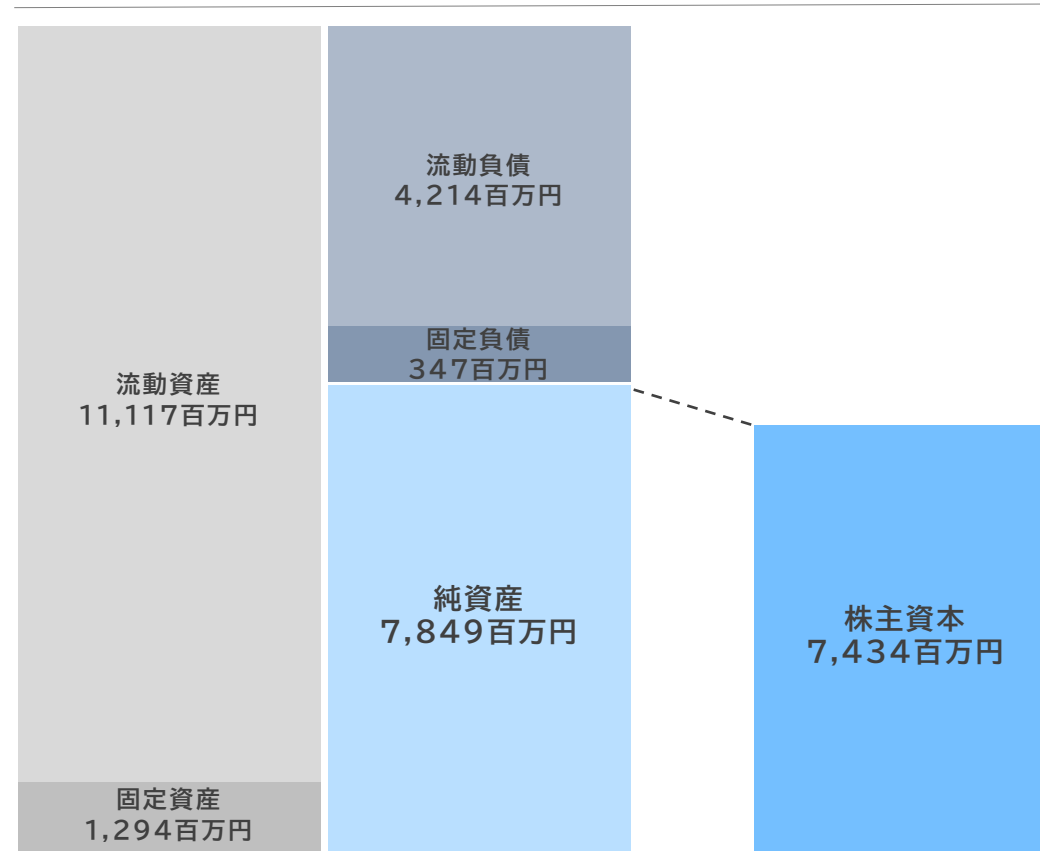 流動資産
11,117百万円
固定資産
1,294百万円
流動負債
4,214百万円
固定負債
347百万円
純資産
7,849百万円
株主資本
7,434百万円